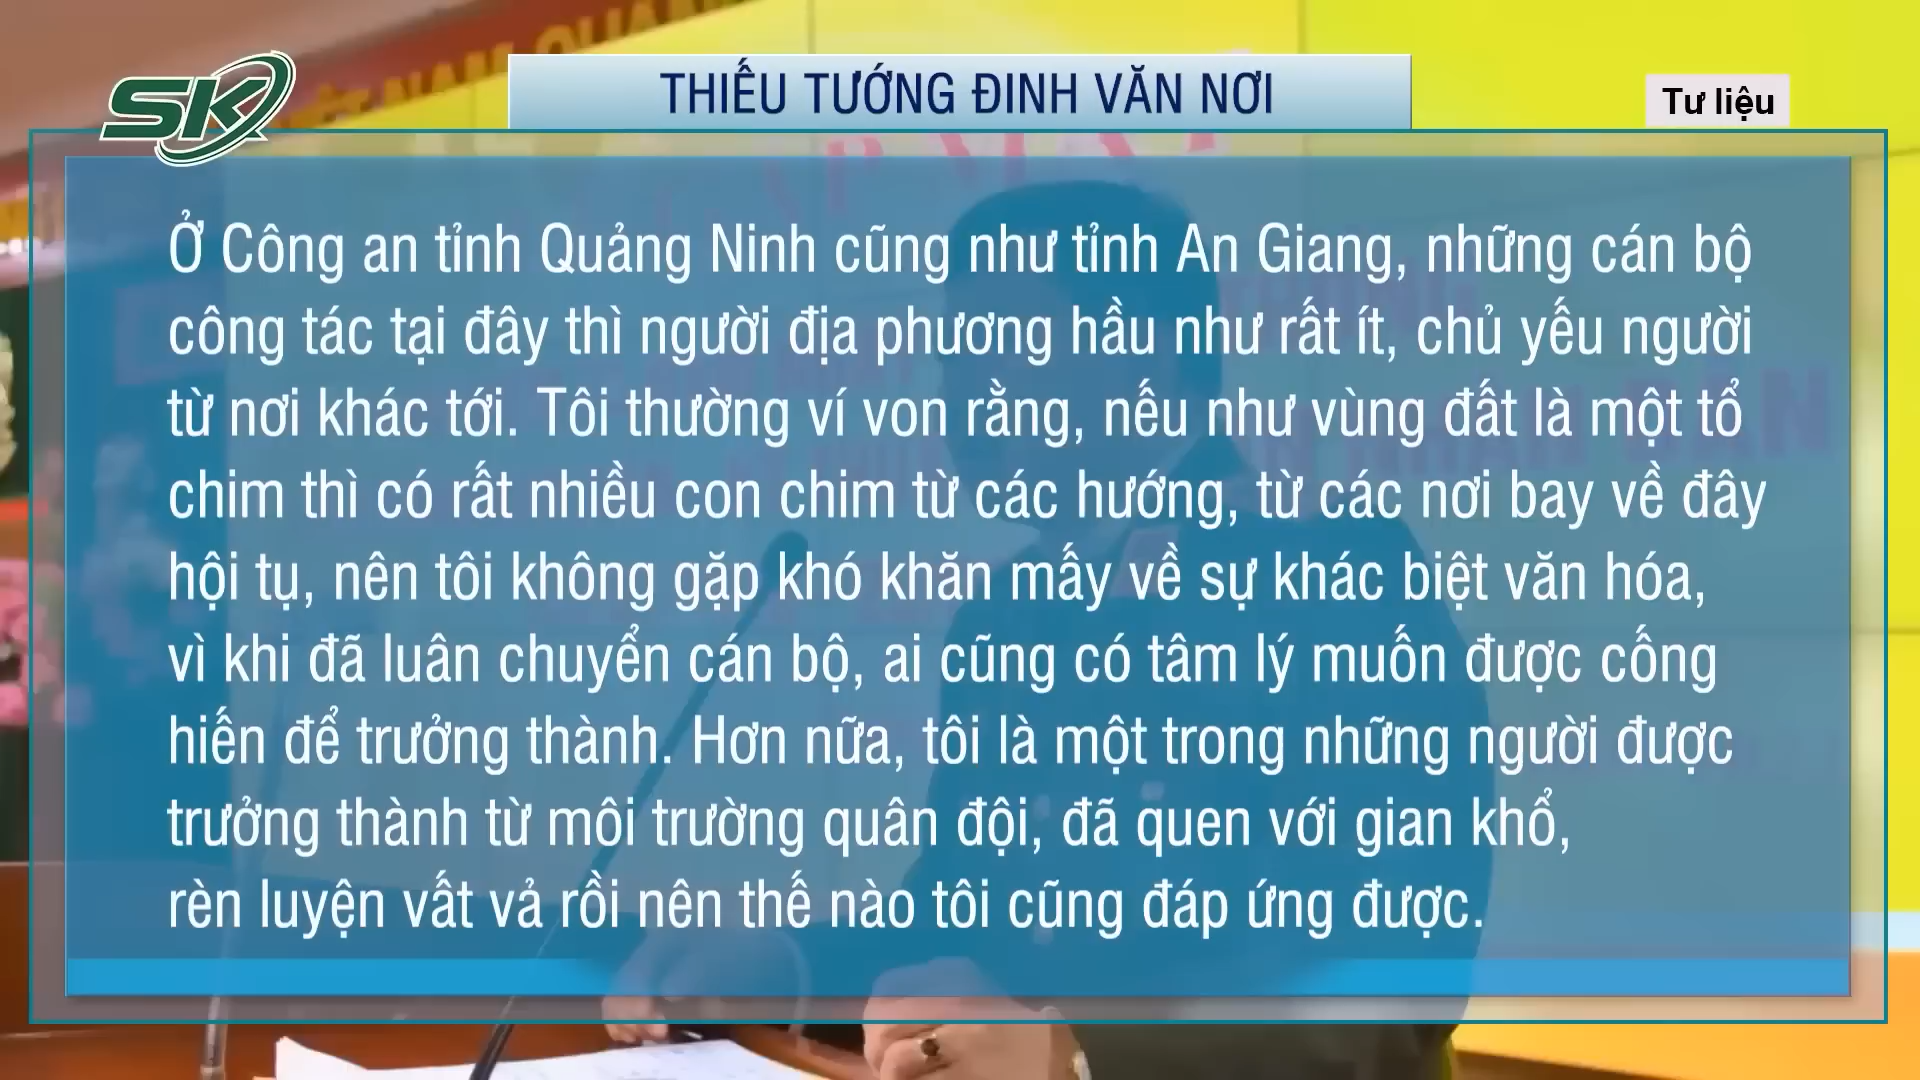 SK
THIẾU TƯỚNG ĐINH VĂN NƠI
Tư liệu
Ở Công an tỉnh Quảng Ninh cũng như tỉnh An Giang, những cán bộ
công tác tại đây thì người địa phương hầu như rất ít, chủ yếu người
từ nơi khác tới. Tôi thường ví von rằng, nếu như vùng đất là một tổ
chim thì có rất nhiều con chim từ các hướng, từ các nơi bay về đây
hội tụ, nên tôi không gặp khó khăn mấy về sự khác biệt văn hóa,
vì khi đã luân chuyển cán bộ, ai cũng có tâm lý muốn được cống
hiến để trưởng thành. Hơn nữa, tôi là một trong những người được
trưởng thành từ môi trường quân đội, đã quen với gian khổ,
rèn luyện vất vả rồi nên thế nào tôi cũng đáp ứng được.